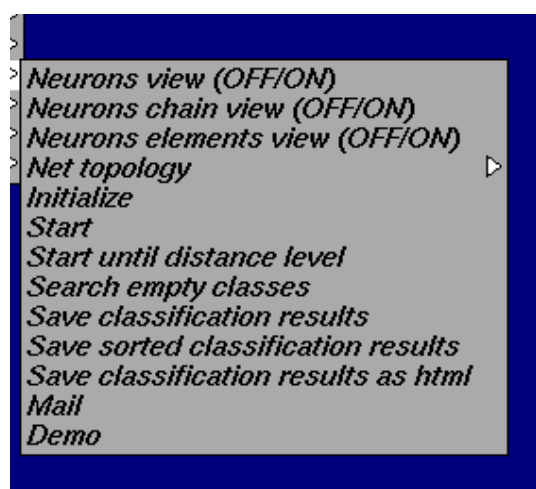 Neurons view (OFF/ON)
Neurons chain view (OFF/ON)
Neurons elements view (OFF/ON)
Net topology
Initialize
Start
Start until distance level
Search empty classes
Save classification results
Save sorted classification results
Save classification results as html
Mail
Demo